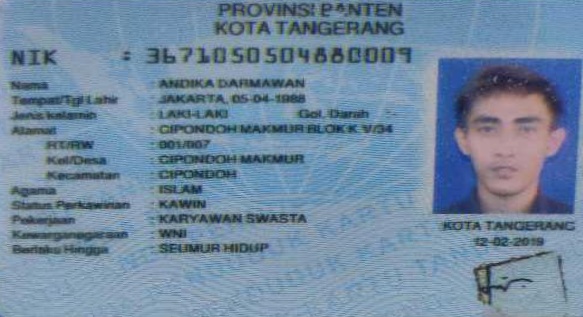 PROVINSI BANTEN
KOTA TANGERANG
NIK : 3671050504880009
Nama : ANDIKA DARMAWAN
Tempat/Tgl Lahir : JAKARTA, 05-04-1988
Jenis kelamin : LAKI-LAKI Gol. Darah :-
Alamat : CIPONDOH MAKMUR BLOK K V/34
RT/RW : 001/007
Kel/Desa : CIPONDOH MAKMUR
Kecamatan : CIPONDOH
Agama : ISLAM
Status Perkawinan : KAWIN
Pekerjaan : KARYAWAN SWASTA
Kewarganegaraan : WNI
Berlaku Hingga : SEUMUR HIDUP
KOTA TANGERANG
12-02-2019